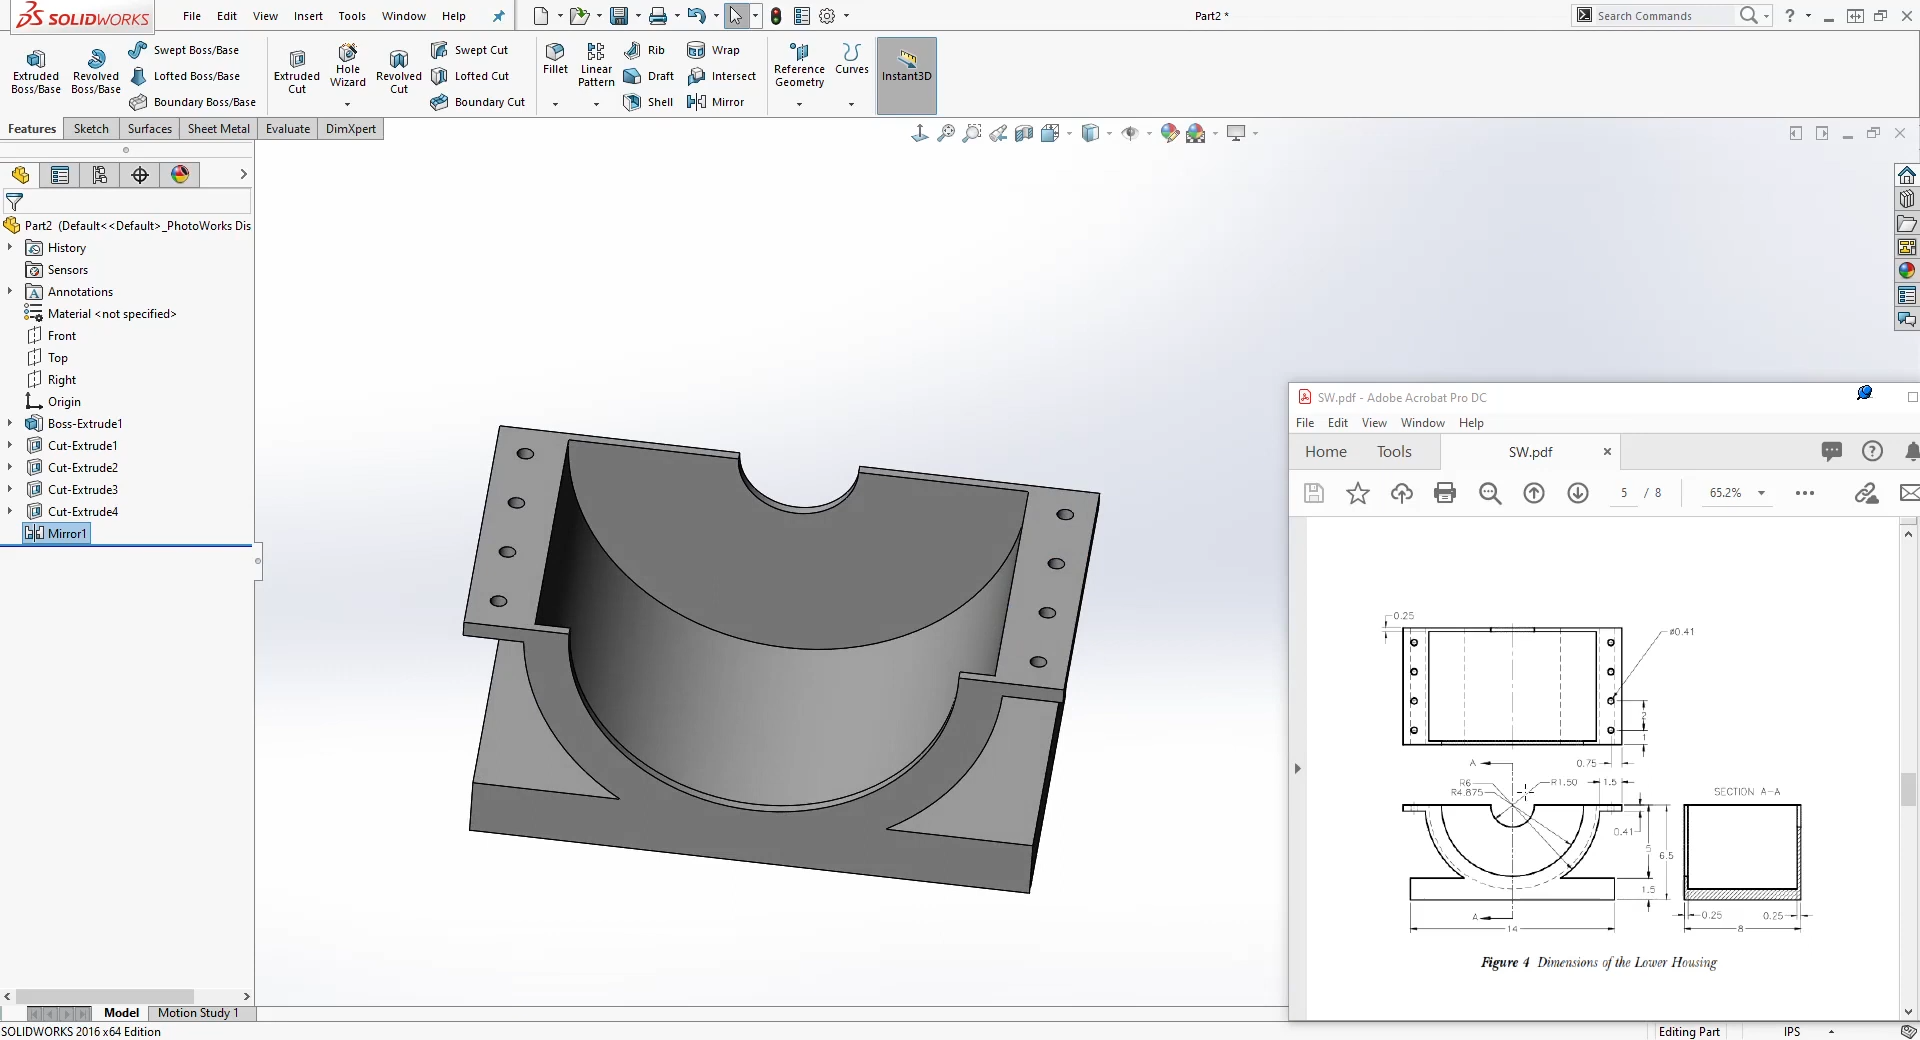 SOLIDWORKS
File Edit View Insert Tools Window Help
Part2 *
Search Commands
Extruded Boss/Base
Revolved Boss/Base
Swept Boss/Base
Lofted Boss/Base
Boundary Boss/Base
Extruded Cut
Hole Wizard
Revolved Cut
Swept Cut
Lofted Cut
Boundary Cut
Fillet
Linear Pattern
Rib
Draft
Shell
Wrap
Intersect
Mirror
Reference Geometry
Curves
Instant3D
Features Sketch Surfaces Sheet Metal Evaluate DimXpert
Part2 (Default<<Default>_PhotoWorks Dis
History
Sensors
Annotations
Material <not specified>
Front
Top
Right
Origin
Boss-Extrude1
Cut-Extrude1
Cut-Extrude2
Cut-Extrude3
Cut-Extrude4
Mirror1
SW.pdf - Adobe Acrobat Pro DC
File Edit View Window Help
Home Tools SW.pdf
5 / 8 65.2%
0.25
ø0.41
2
1
0.75
A
R6
R4.875
R1.50
1.5
SECTION A-A
0.41
5
6.5
1.5
A
14
0.25
0.25
8
Figure 4 Dimensions of the Lower Housing
Model Motion Study 1
SOLIDWORKS 2016 x64 Edition
Editing Part
IPS